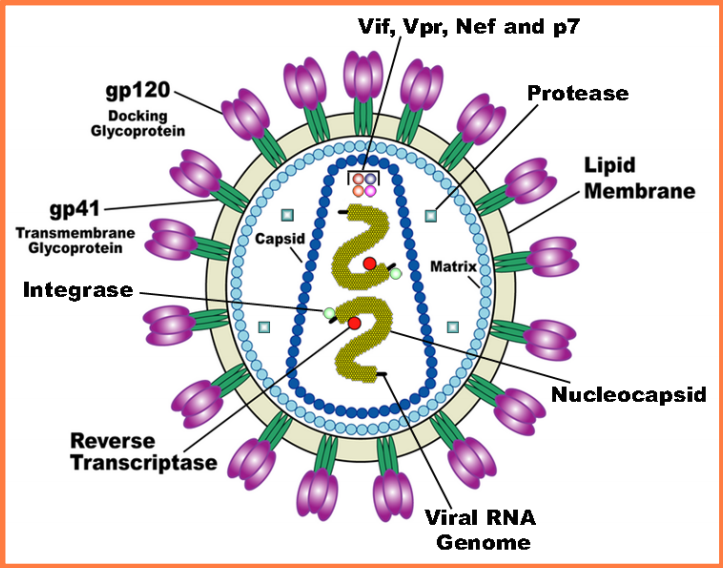 Vif, Vpr, Nef and p7
gp120
Docking
Glycoprotein
Protease
Lipid
Membrane
gp41
Transmembrane
Glycoprotein
Capsid
Matrix
Integrase
Nucleocapsid
Reverse
Transcriptase
Viral RNA
Genome